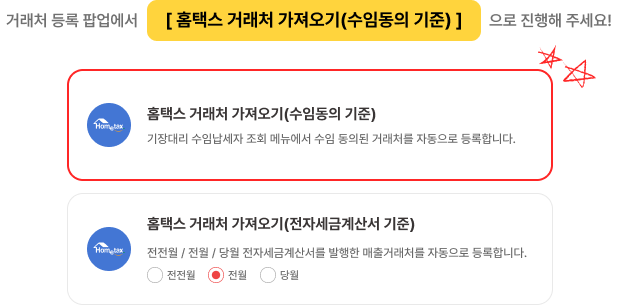 거래처 등록 팝업에서 [ 홈택스 거래처 가져오기(수임동의 기준) ] 으로 진행해 주세요!
Hometax
홈택스 거래처 가져오기(수임동의 기준)
기장대리 수임납세자 조회 메뉴에서 수임 동의된 거래처를 자동으로 등록합니다.
Hometax
홈택스 거래처 가져오기(전자세금계산서 기준)
전전월 / 전월 / 당월 전자세금계산서를 발행한 매출거래처를 자동으로 등록합니다.
전전월 전월 당월